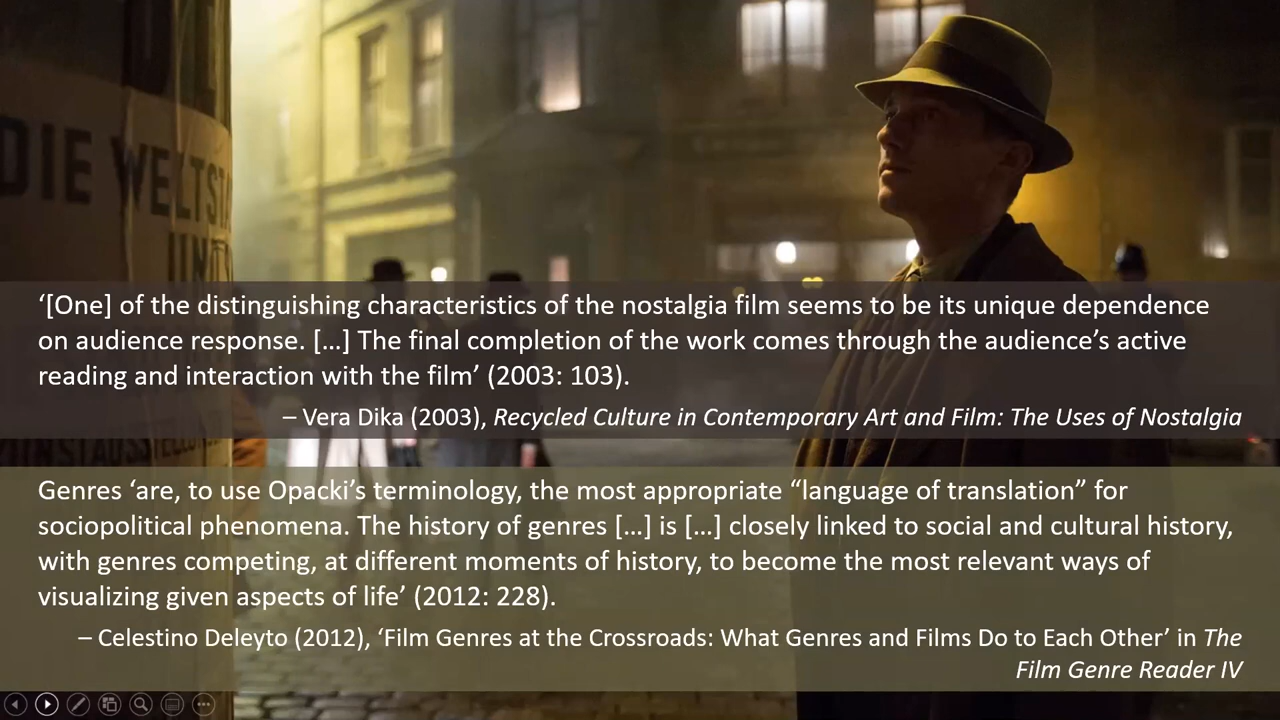 DIE WELTST
‘[One] of the distinguishing characteristics of the nostalgia film seems to be its unique dependence
on audience response. […] The final completion of the work comes through the audience’s active
reading and interaction with the film’ (2003: 103).
– Vera Dika (2003), Recycled Culture in Contemporary Art and Film: The Uses of Nostalgia
Genres ‘are, to use Opacki’s terminology, the most appropriate “language of translation” for
sociopolitical phenomena. The history of genres […] is […] closely linked to social and cultural history,
with genres competing, at different moments of history, to become the most relevant ways of
visualizing given aspects of life’ (2012: 228).
– Celestino Deleyto (2012), ‘Film Genres at the Crossroads: What Genres and Films Do to Each Other’ in The
Film Genre Reader IV